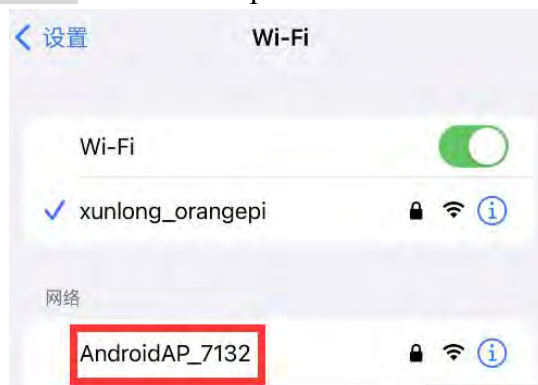 设置
Wi-Fi
Wi-Fi
xunlong_orangepi
网络
AndroidAP_7132